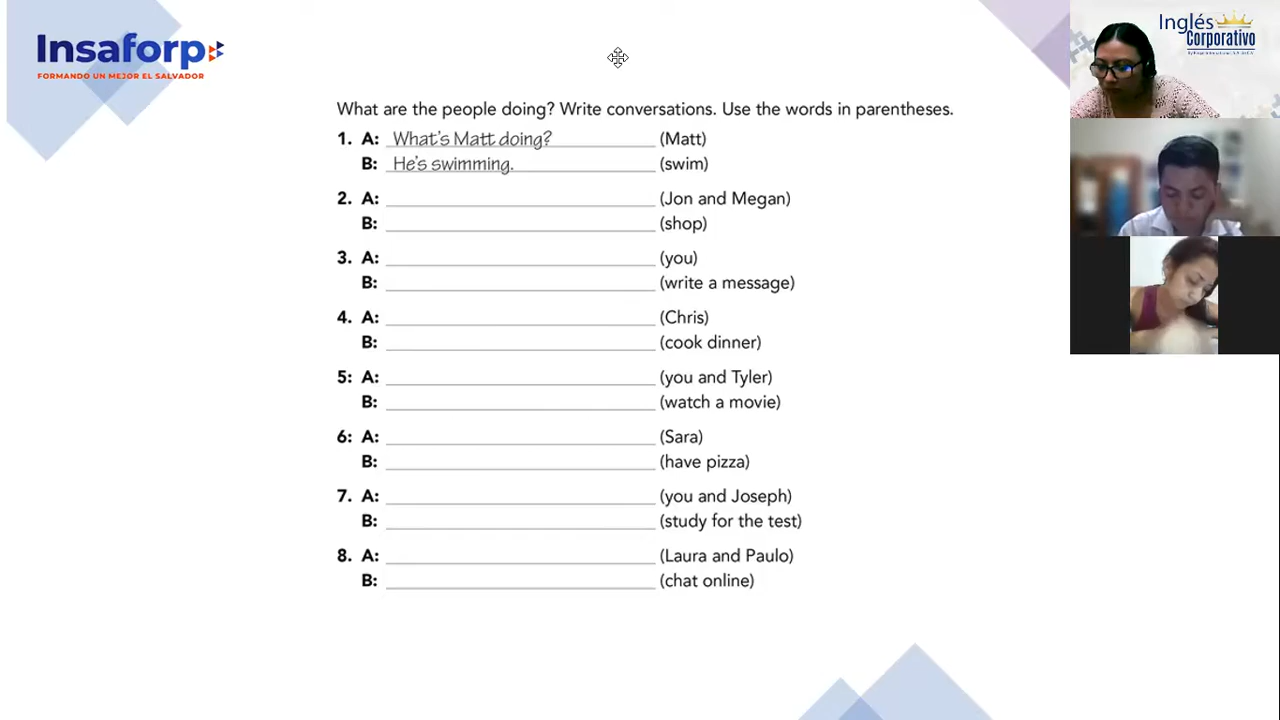 Insaforp
FORMANDO UN MEJOR EL SALVADOR
Inglés
Corporativo
What are the people doing? Write conversations. Use the words in parentheses.
1. A: What's Matt doing? (Matt)
B: He's swimming. (swim)
2. A: (Jon and Megan)
B: (shop)
3. A: (you)
B: (write a message)
4. A: (Chris)
B: (cook dinner)
5: A: (you and Tyler)
B: (watch a movie)
6: A: (Sara)
B: (have pizza)
7. A: (you and Joseph)
B: (study for the test)
8. A: (Laura and Paulo)
B: (chat online)